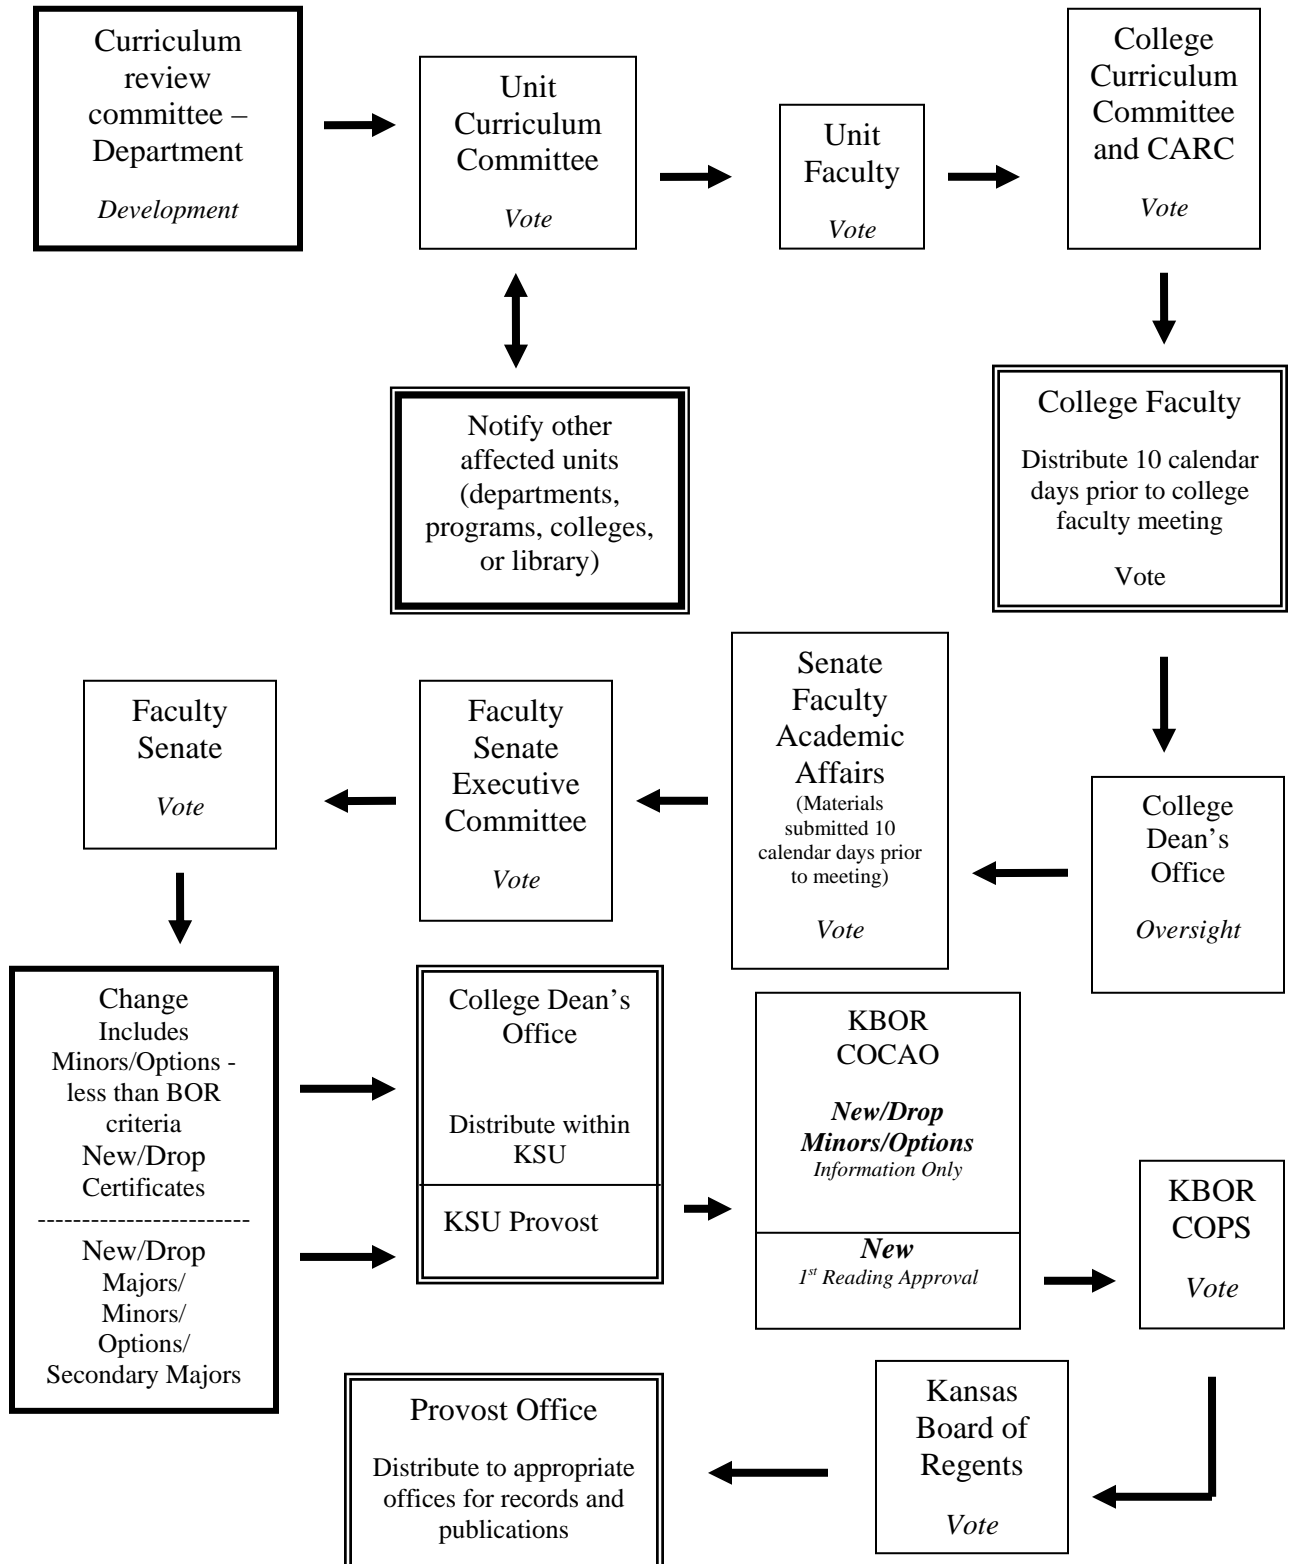 Curriculum
review
committee –
Department
Development
Unit
Curriculum
Committee
Vote
Unit
Faculty
Vote
College
Curriculum
Committee
and CARC
Vote
Notify other
affected units
(departments,
programs, colleges,
or library)
College Faculty
Distribute 10 calendar
days prior to college
faculty meeting
Vote
College
Dean’s
Office
Oversight
Senate
Faculty
Academic
Affairs
(Materials
submitted 10
calendar days prior
to meeting)
Vote
Faculty
Senate
Executive
Committee
Vote
Faculty
Senate
Vote
Change
Includes
Minors/Options -
less than BOR
criteria
New/Drop
Certificates
------------------------
New/Drop
Majors/
Minors/
Options/
Secondary Majors
College Dean’s
Office
Distribute within
KSU
KSU Provost
KBOR
COCAO
New/Drop
Minors/Options
Information Only
New
1st Reading Approval
KBOR
COPS
Vote
Kansas
Board of
Regents
Vote
Provost Office
Distribute to appropriate
offices for records and
publications